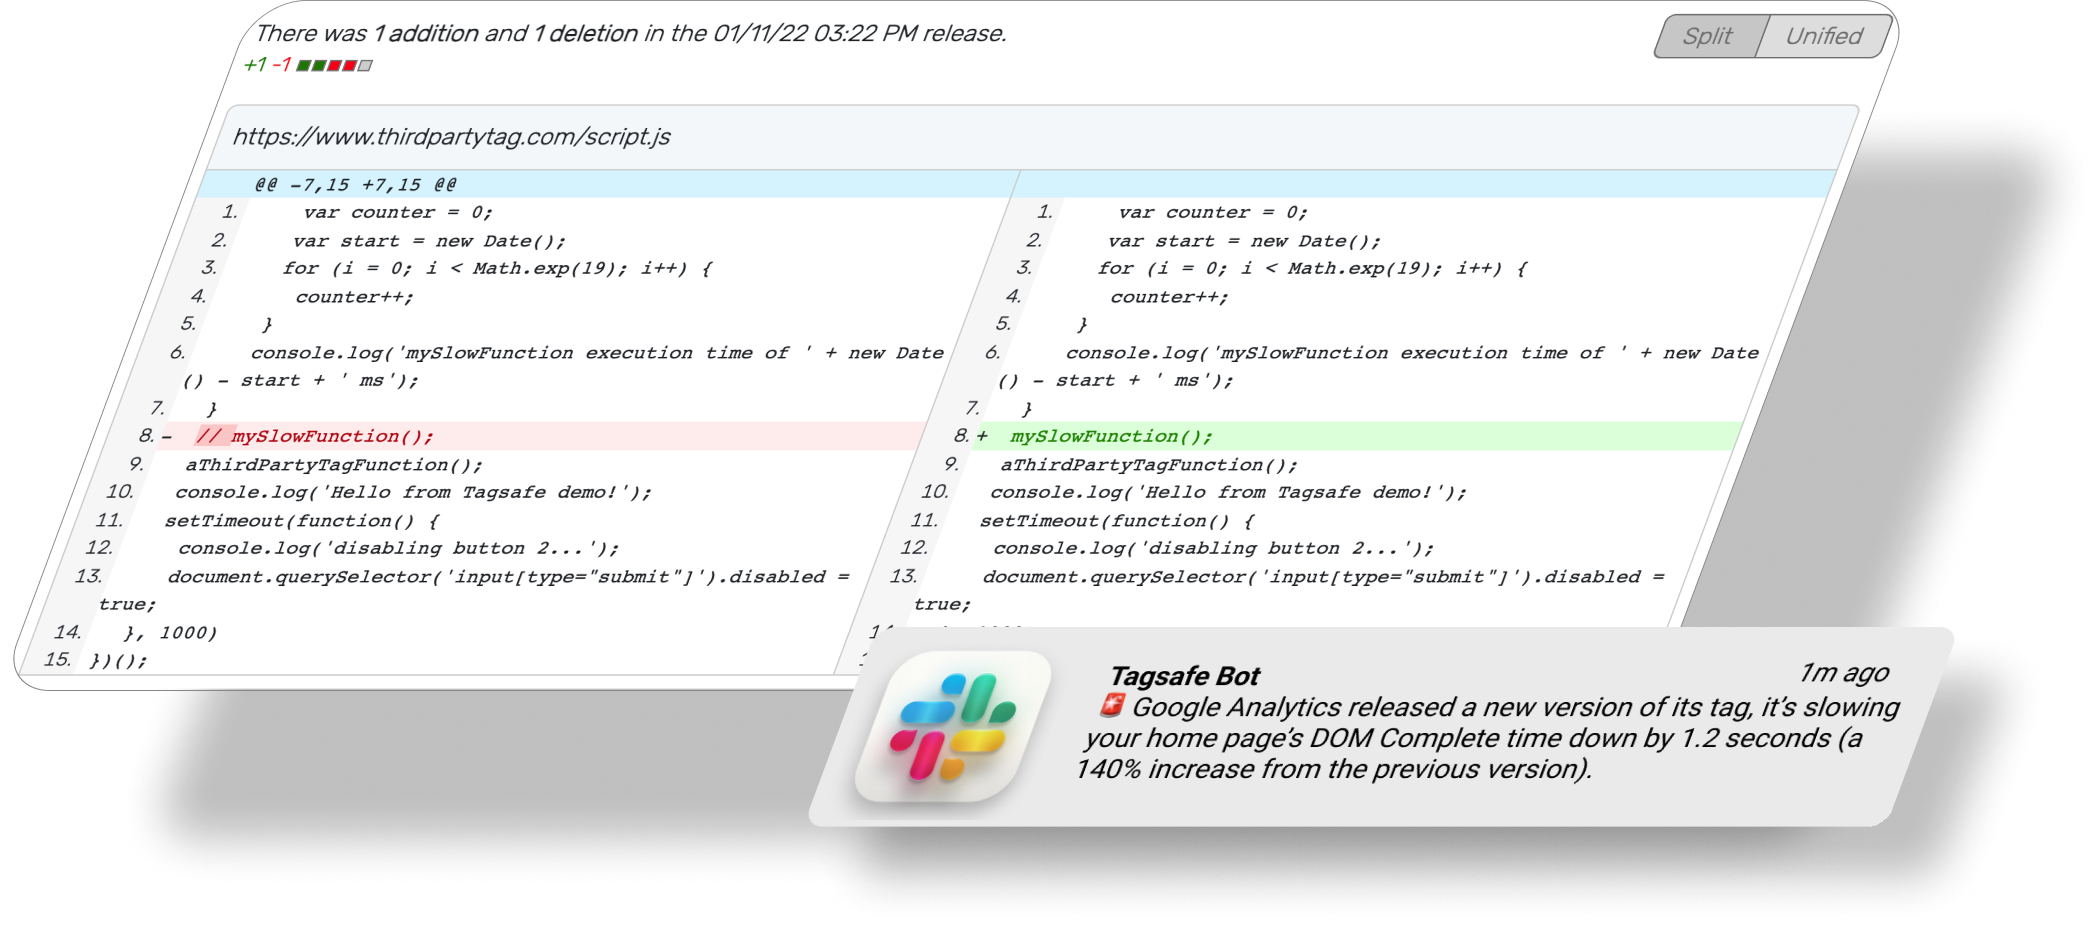 There was 1 addition and 1 deletion in the 01/11/22 03:22 PM release.
+1 -1
Split Unified
https://www.thirdpartytag.com/script.js
@@ -7,15 +7,15 @@
1. var counter = 0;
2. var start = new Date();
3. for (i = 0; i < Math.exp(19); i++) {
4. counter++;
5. }
6. console.log('mySlowFunction execution time of ' + new Date
() - start + ' ms');
7. }
8. - // mySlowFunction();
9. aThirdPartyTagFunction();
10. console.log('Hello from Tagsafe demo!');
11. setTimeout(function() {
12. console.log('disabling button 2...');
13. document.querySelector('input[type="submit"]').disabled =
true;
14. }, 1000)
15. })();
1. var counter = 0;
2. var start = new Date();
3. for (i = 0; i < Math.exp(19); i++) {
4. counter++;
5. }
6. console.log('mySlowFunction execution time of ' + new Date
() - start + ' ms');
7. }
8. + mySlowFunction();
9. aThirdPartyTagFunction();
10. console.log('Hello from Tagsafe demo!');
11. setTimeout(function() {
12. console.log('disabling button 2...');
13. document.querySelector('input[type="submit"]').disabled =
true;
Tagsafe Bot
1m ago
🚨 Google Analytics released a new version of its tag, it's slowing
your home page's DOM Complete time down by 1.2 seconds (a
140% increase from the previous version).